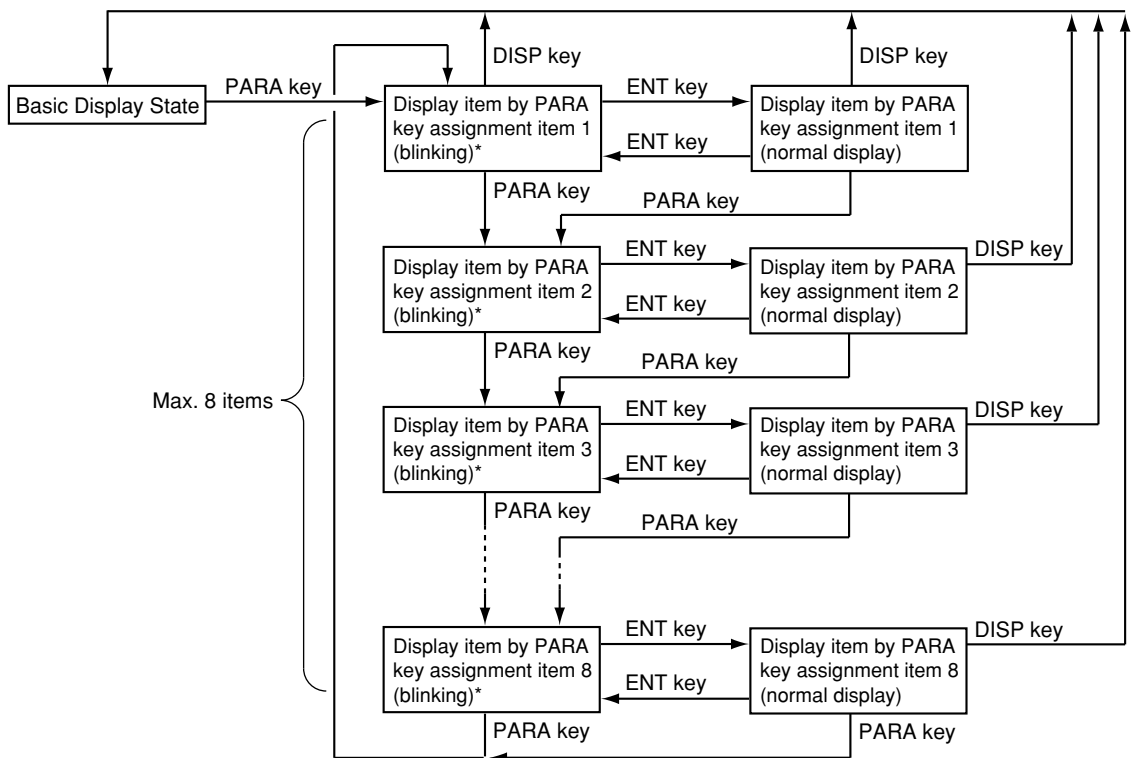 DISP key
DISP key
Basic Display State
PARA key
Display item by PARA
key assignment item 1
(blinking)*
ENT key
ENT key
Display item by PARA
key assignment item 1
(normal display)
PARA key
PARA key
Display item by PARA
key assignment item 2
(blinking)*
ENT key
ENT key
Display item by PARA
key assignment item 2
(normal display)
DISP key
PARA key
PARA key
Max. 8 items
Display item by PARA
key assignment item 3
(blinking)*
ENT key
ENT key
Display item by PARA
key assignment item 3
(normal display)
DISP key
PARA key
PARA key
Display item by PARA
key assignment item 8
(blinking)*
ENT key
ENT key
Display item by PARA
key assignment item 8
(normal display)
DISP key
PARA key
PARA key